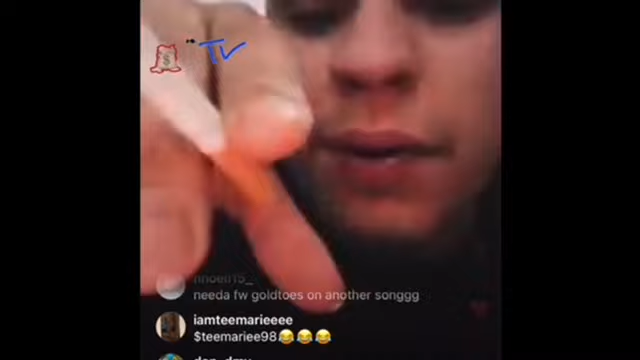 TV
needa fw goldtoes on another songgg
iamteemarieeee
$teemariee98😂😂😂